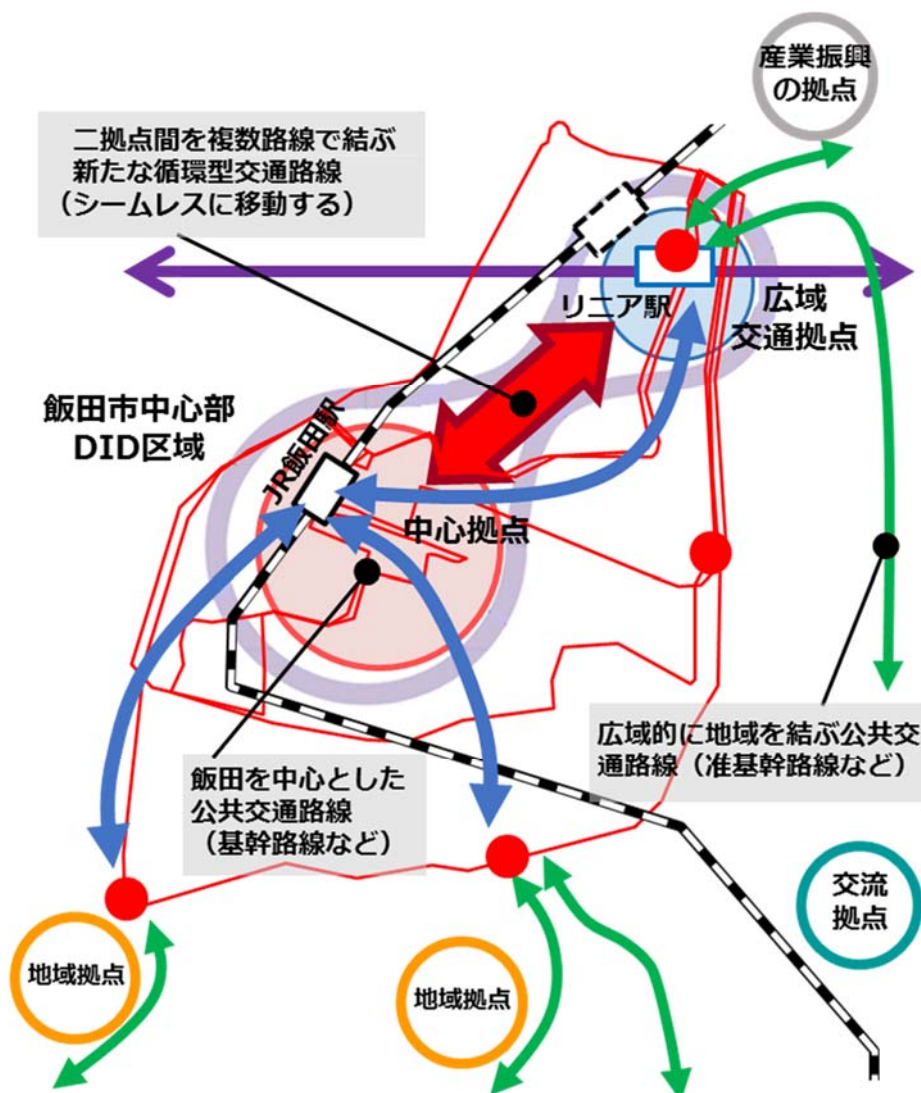 産業振興
の拠点
二拠点間を複数路線で結ぶ
新たな循環型交通路線
（シームレスに移動する）
リニア駅
広域
交通拠点
飯田市中心部
DID区域
JR飯田駅
中心拠点
広域的に地域を結ぶ公共交
通路線（准基幹路線など）
飯田を中心とした
公共交通路線
（基幹路線など）
交流
拠点
地域拠点
地域拠点